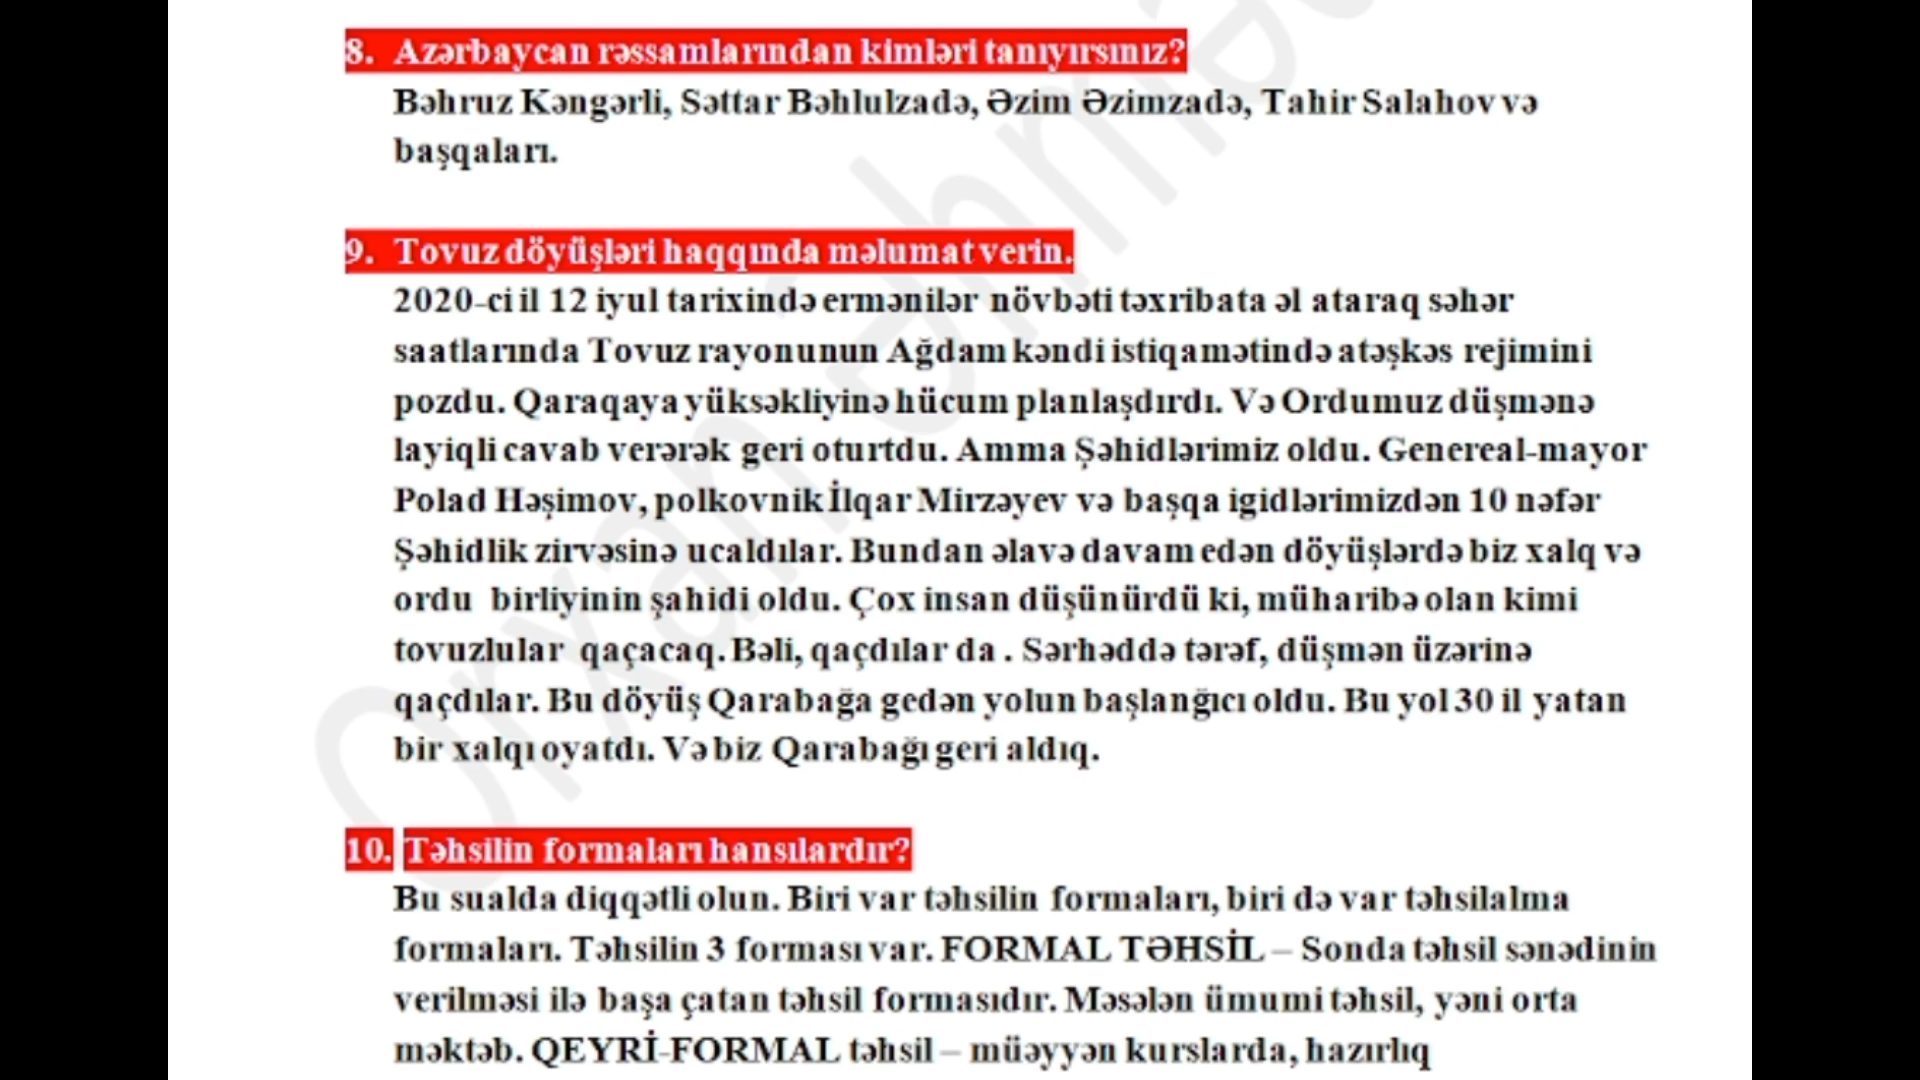 8. Azərbaycan rəssamlarından kimləri tanıyırsınız?
Bəhruz Kəngərli, Səttar Bəhlulzadə, Əzim Əzimzadə, Tahir Salahov və
başqaları.
9. Tovuz döyüşləri haqqında məlumat verin.
2020-ci il 12 iyul tarixində ermənilər növbəti təxribata əl ataraq səhər
saatlarında Tovuz rayonunun Ağdam kəndi istiqamətində atəşkəs rejimini
pozdu. Qaraqaya yüksəkliyinə hücum planlaşdırdı. Və Ordumuz düşmənə
layiqli cavab verərək geri oturtdu. Amma Şəhidlərimiz oldu. Genereal-mayor
Polad Həşimov, polkovnik İlqar Mirzəyev və başqa igidlərimizdən 10 nəfər
Şəhidlik zirvəsinə ucaldılar. Bundan əlavə davam edən döyüşlərdə biz xalq və
ordu birliyinin şahidi oldu. Çox insan düşünürdü ki, müharibə olan kimi
tovuzlular qaçacaq. Bəli, qaçdılar da . Sərhəddə tərəf, düşmən üzərinə
qaçdılar. Bu döyüş Qarabağa gedən yolun başlanğıcı oldu. Bu yol 30 il yatan
bir xalqı oyatdı. Və biz Qarabağı geri aldıq.
10. Təhsilin formaları hansılardır?
Bu sualda diqqətli olun. Biri var təhsilin formaları, biri də var təhsilalma
formaları. Təhsilin 3 forması var. FORMAL TƏHSİL – Sonda təhsil sənədinin
verilməsi ilə başa çatan təhsil formasıdır. Məsələn ümumi təhsil, yəni orta
məktəb. QEYRİ-FORMAL təhsil – müəyyən kurslarda, hazırlıq
Orxan Əhməd